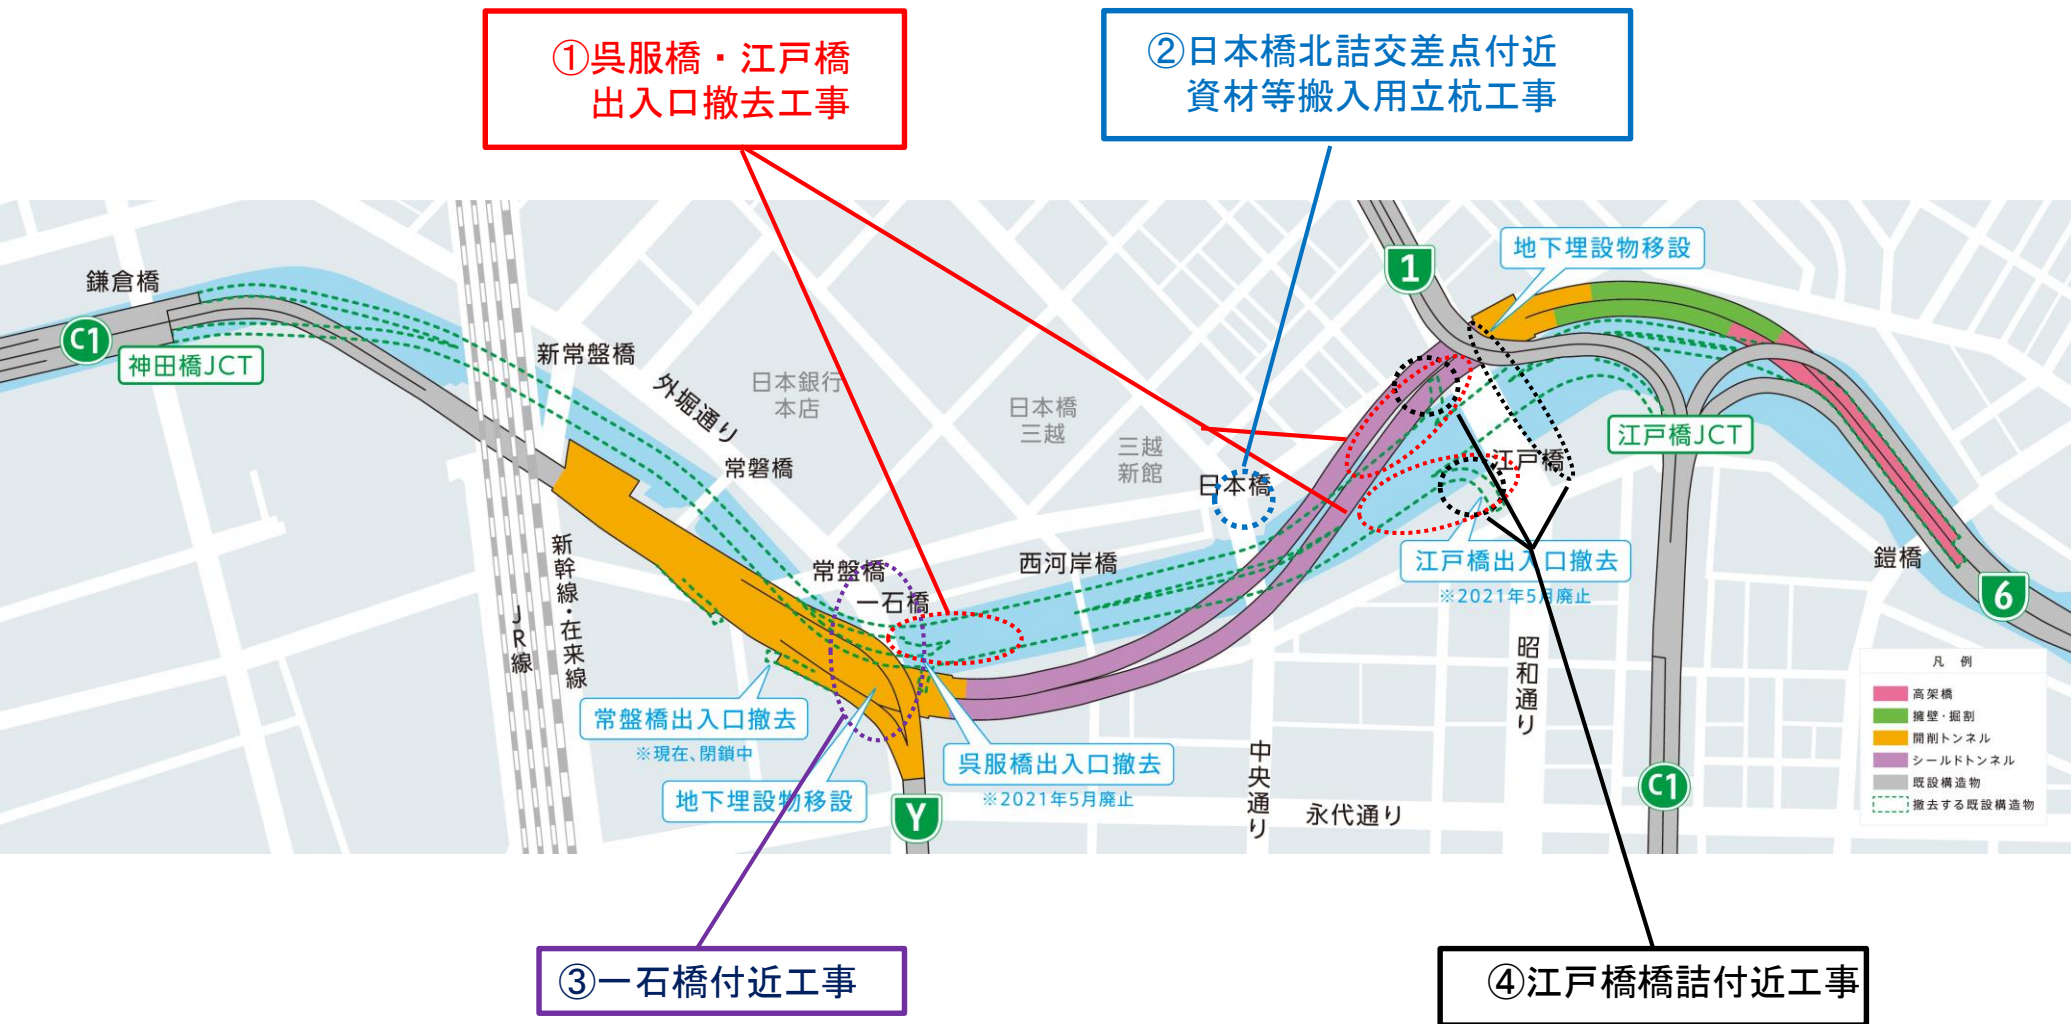 ①呉服橋・江戸橋
出入口撤去工事
②日本橋北詰交差点付近
資材等搬入用立杭工事
鎌倉橋
C1
神田橋JCT
新常盤橋
外堀通り
日本銀行
本店
常磐橋
日本橋
三越
三越
新館
日本橋
1
地下埋設物移設
江戸橋JCT
江戸橋
江戸橋出入口撤去
※2021年5月廃止
鎧橋
6
西河岸橋
常盤橋
一石橋
新幹線・在来線
JR線
常盤橋出入口撤去
※現在、閉鎖中
地下埋設物移設
呉服橋出入口撤去
※2021年5月廃止
Y
中央通り
永代通り
昭和通り
C1
凡 例
高架橋
擁壁・掘割
開削トンネル
シールドトンネル
既設構造物
撤去する既設構造物
③一石橋付近工事
④江戸橋橋詰付近工事